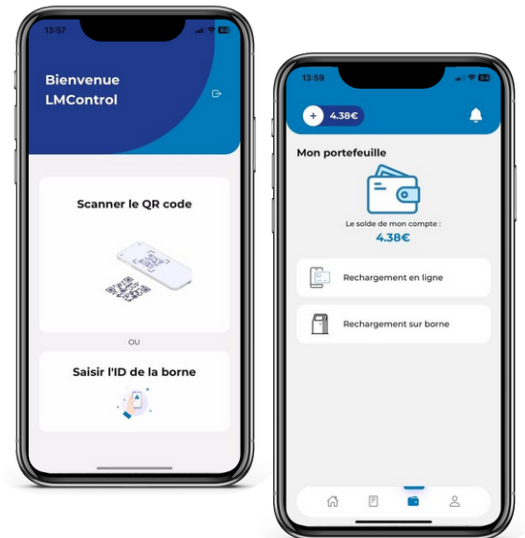 13:57
Bienvenue
LMControl
Scanner le QR code
OU
Saisir l'ID de la borne
13:59
+ 4.38€
Mon portefeuille
Le solde de mon compte :
4.38€
Rechargement en ligne
Rechargement sur borne